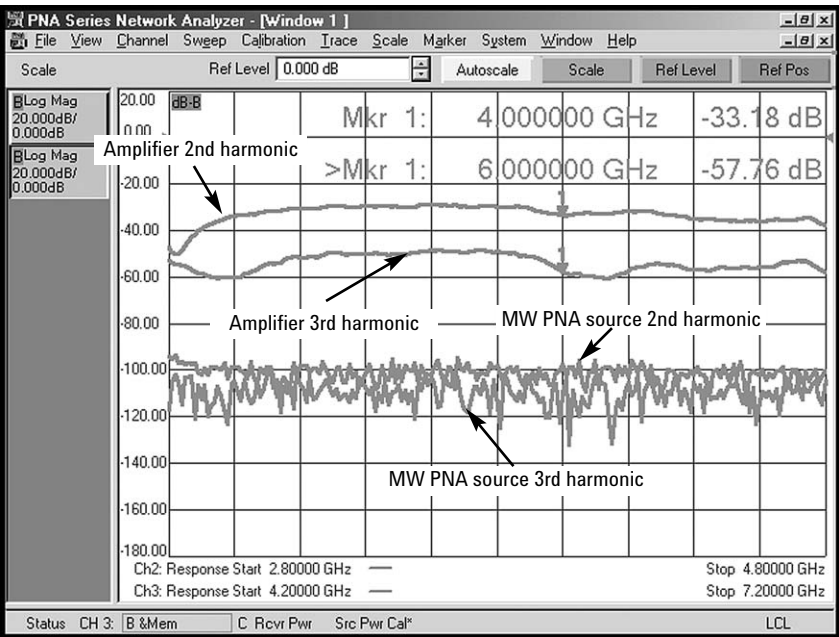 PNA Series Network Analyzer - [Window 1 ]
File View Channel Sweep Calibration Trace Scale Marker System Window Help
Scale Ref Level 0.000 dB Autoscale Scale Ref Level Ref Pos
BLog Mag
20.000dB/
0.000dB
BLog Mag
20.000dB/
0.000dB
20.00 dB-B
Mkr 1: 4.000000 GHz -33.18 dB
0.00
Amplifier 2nd harmonic
>Mkr 1: 6.000000 GHz -57.76 dB
-20.00
-40.00
-60.00
-80.00
Amplifier 3rd harmonic
MW PNA source 2nd harmonic
-100.00
-120.00
-140.00
MW PNA source 3rd harmonic
-160.00
-180.00
Ch2: Response Start 2.80000 GHz — Stop 4.80000 GHz
Ch3: Response Start 4.20000 GHz — Stop 7.20000 GHz
Status CH 3: B &Mem C Rcvr Pwr Src Pwr Cal* LCL